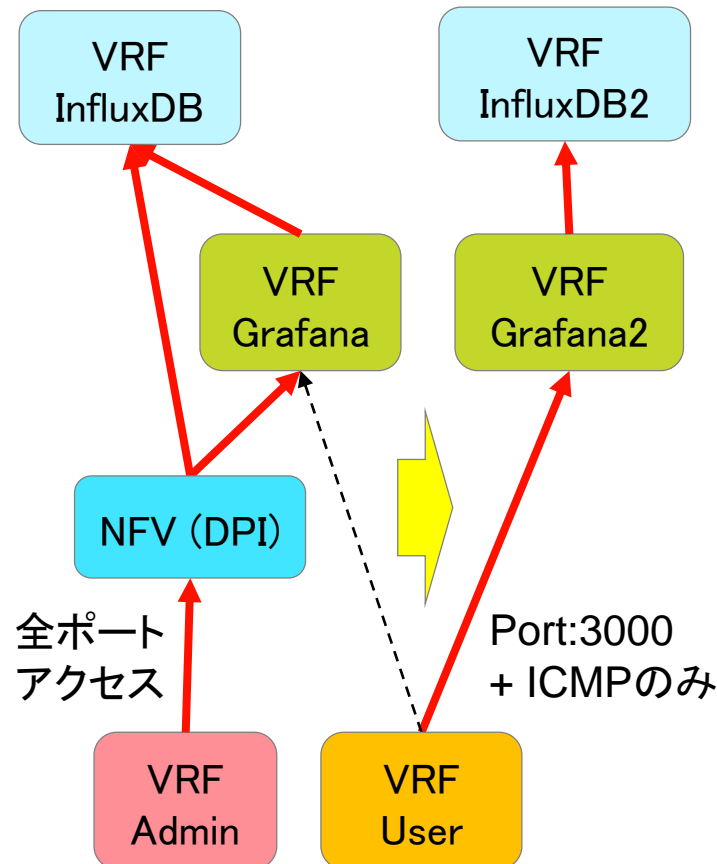 VRF
InfluxDB
VRF
InfluxDB2
VRF
Grafana
VRF
Grafana2
NFV (DPI)
全ポート
アクセス
Port:3000
+ ICMPのみ
VRF
Admin
VRF
User